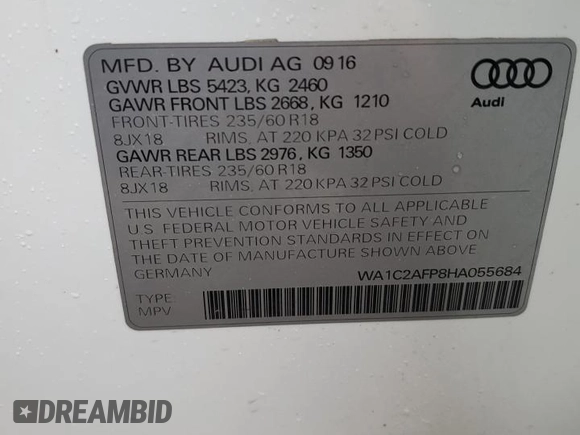 MFD. BY AUDI AG 0916
GVWR LBS 5423, KG 2460
GAWR FRONT LBS 2668, KG 1210
FRONT-TIRES 235/60 R18
8JX18 RIMS, AT 220 KPA 32 PSI COLD
GAWR REAR LBS 2976, KG 1350
REAR-TIRES 235/60 R18
8JX18 RIMS, AT 220 KPA 32 PSI COLD
Audi
THIS VEHICLE CONFORMS TO ALL APPLICABLE
U.S. FEDERAL MOTOR VEHICLE SAFETY AND
THEFT PREVENTION STANDARDS IN EFFECT ON
THE DATE OF MANUFACTURE SHOWN ABOVE
GERMANY WA1C2AFP8HA055684
TYPE
MPV
DREAMBID